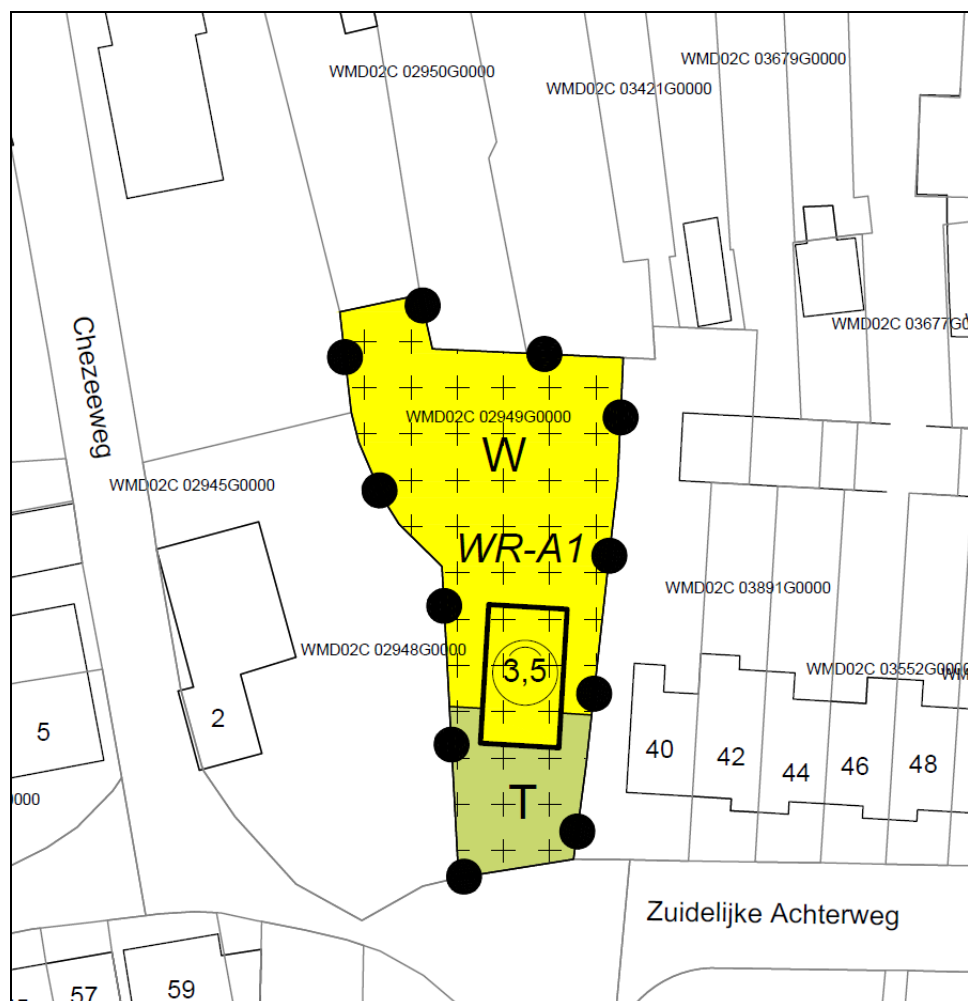 WMD02C 02950G0000
WMD02C 03679G0000
WMD02C 03421G0000
WMD02C 03677G0
Chezeeweg
WMD02C 02949G0000
W
WMD02C 02945G0000
WR-A1
WMD02C 03891G0000
WMD02C 02948G0000
3,5
WMD02C 03552G0000
5
2
40
42
44
46
48
T
Zuidelijke Achterweg
57
59